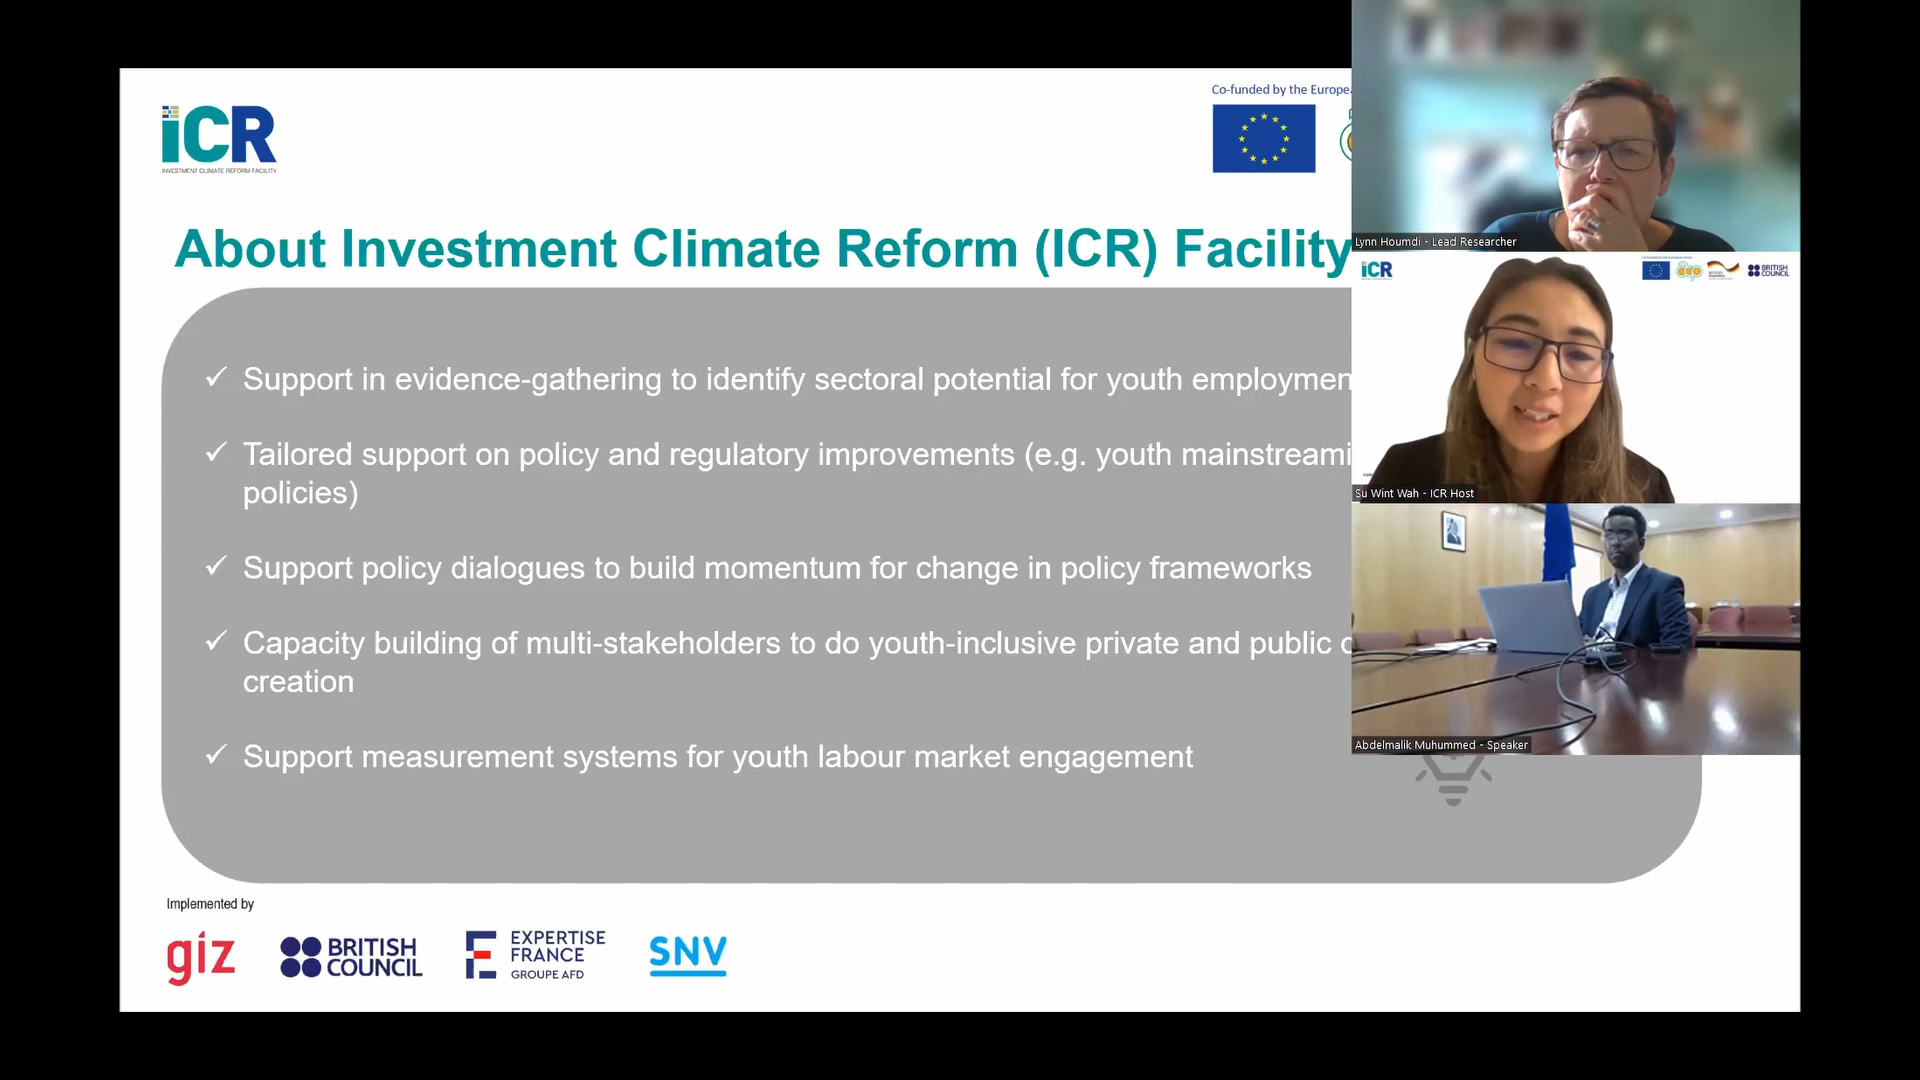 iCR
INVESTMENT CLIMATE REFORM FACILITY
Co-funded by the Europe
About Investment Climate Reform (ICR) Facility
Support in evidence-gathering to identify sectoral potential for youth employmen
Tailored support on policy and regulatory improvements (e.g. youth mainstreami
policies)
Support policy dialogues to build momentum for change in policy frameworks
Capacity building of multi-stakeholders to do youth-inclusive private and public
creation
Support measurement systems for youth labour market engagement
Implemented by
giz
BRITISH
COUNCIL
EXPERTISE
FRANCE
GROUPE AFD
SNV
Lynn Houmdi - Lead Researcher
iCR
BRITISH
COUNCIL
Su Wint Wah - ICR Host
Abdelmalik Muhummed - Speaker